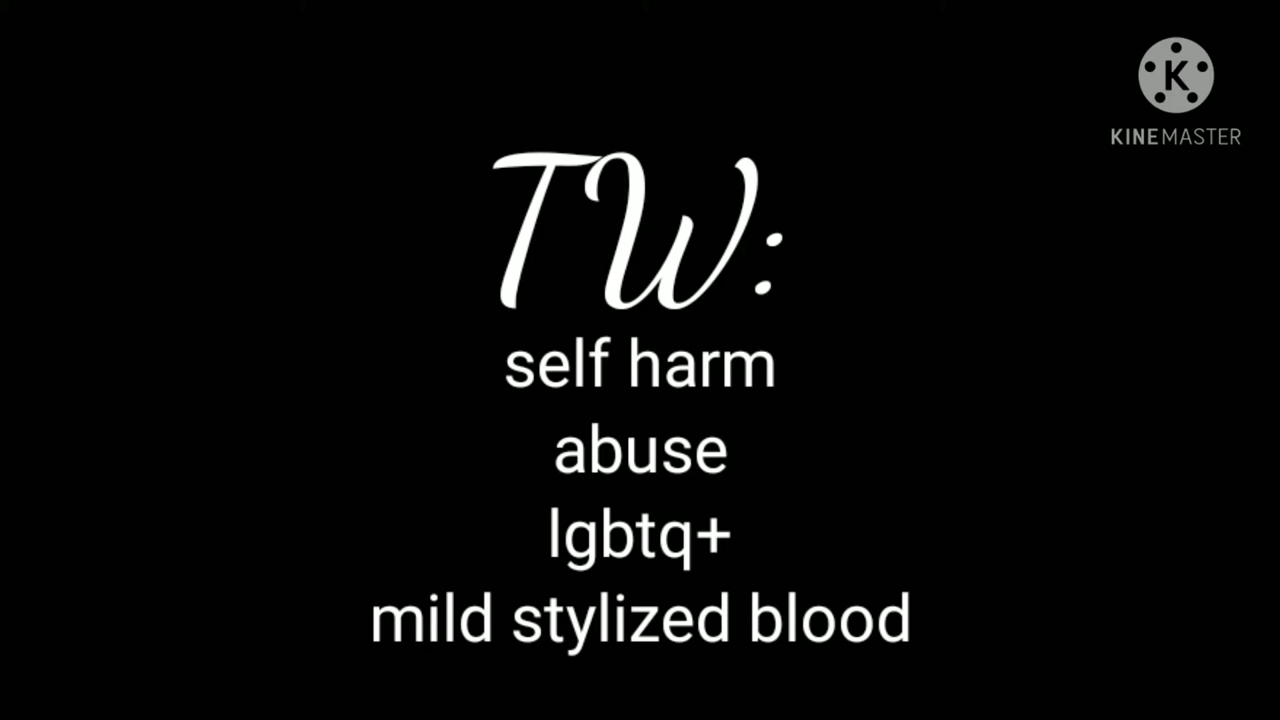 K
KINEMASTER
TW:
self harm
abuse
lgbtq+
mild stylized blood